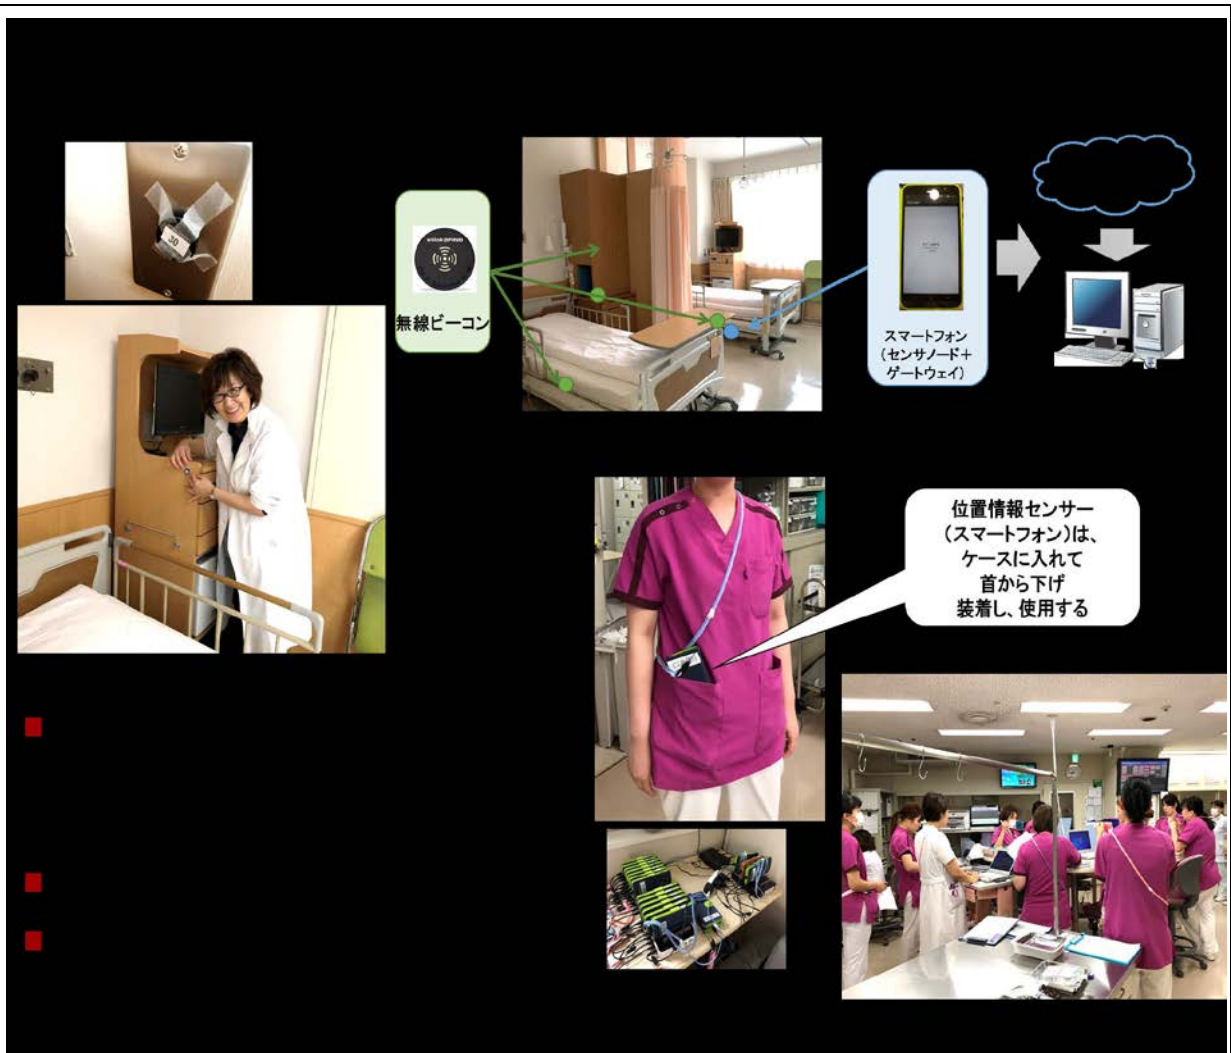 30
無線ビーコン
スマートフォン
(センサノード+
ゲートウェイ)
位置情報センサー
(スマートフォン)は、
ケースに入れて
首から下げ
装着し、使用する